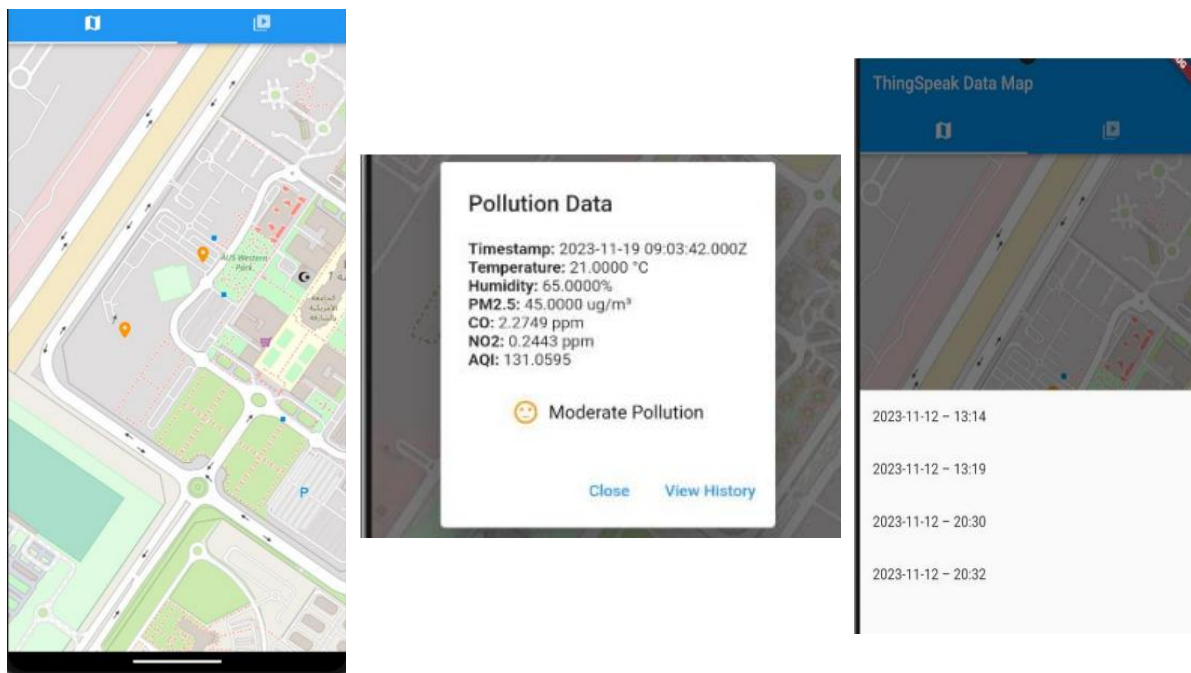 AUS Western
Park
الجامعة
الأمريكية
بالشارقة
P
Pollution Data
Timestamp: 2023-11-19 09:03:42.000Z
Temperature: 21.0000 °C
Humidity: 65.0000%
PM2.5: 45.0000 ug/m³
CO: 2.2749 ppm
NO2: 0.2443 ppm
AQI: 131.0595
Moderate Pollution
Close View History
ThingSpeak Data Map
2023-11-12 – 13:14
2023-11-12 – 13:19
2023-11-12 – 20:30
2023-11-12 – 20:32